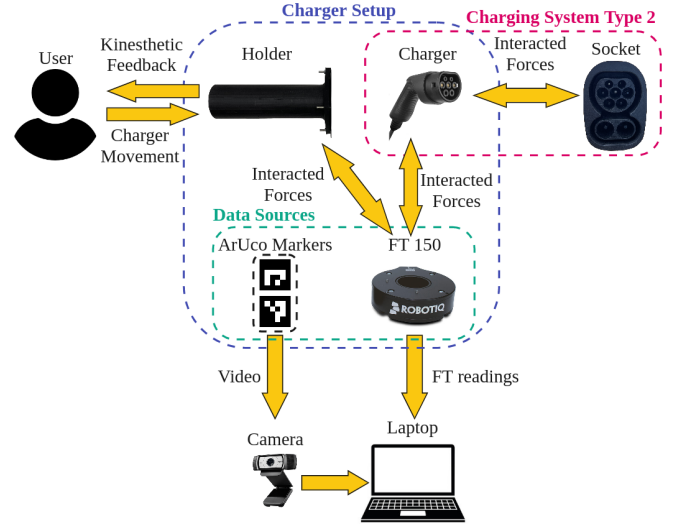 Charger Setup
Charging System Type 2
User
Kinesthetic
Feedback
Holder
Charger
Interacted
Forces
Socket
Charger
Movement
Interacted
Forces
Interacted
Forces
Data Sources
ArUco Markers
FT 150
ROBOTIQ
Video
FT readings
Camera
Laptop